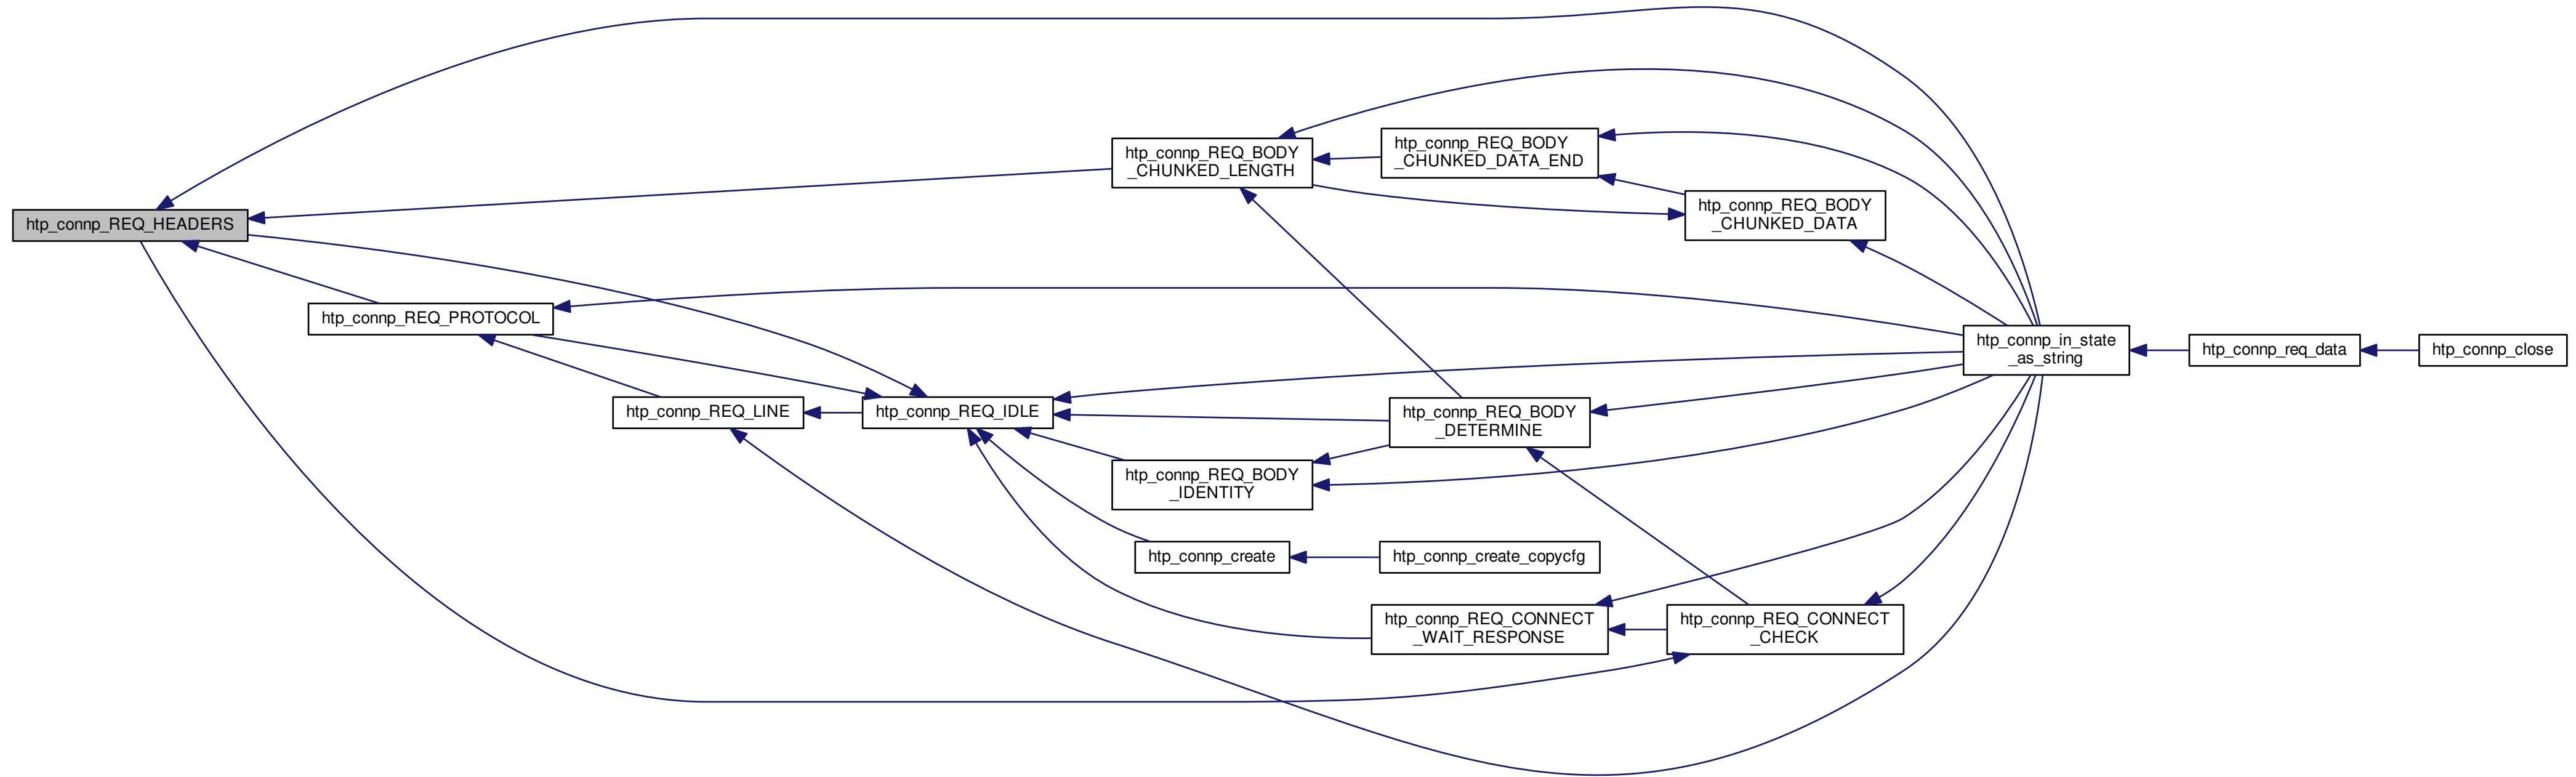 htp_connp_REQ_HEADERS
htp_connp_REQ_PROTOCOL
htp_connp_REQ_LINE
htp_connp_REQ_IDLE
htp_connp_REQ_BODY
_CHUNKED_LENGTH
htp_connp_REQ_BODY
_IDENTITY
htp_connp_create
htp_connp_REQ_BODY
_CHUNKED_DATA_END
htp_connp_REQ_BODY
_DETERMINE
htp_connp_create_copycfg
htp_connp_REQ_CONNECT
_WAIT_RESPONSE
htp_connp_REQ_BODY
_CHUNKED_DATA
htp_connp_REQ_CONNECT
_CHECK
htp_connp_in_state
_as_string
htp_connp_req_data
htp_connp_close